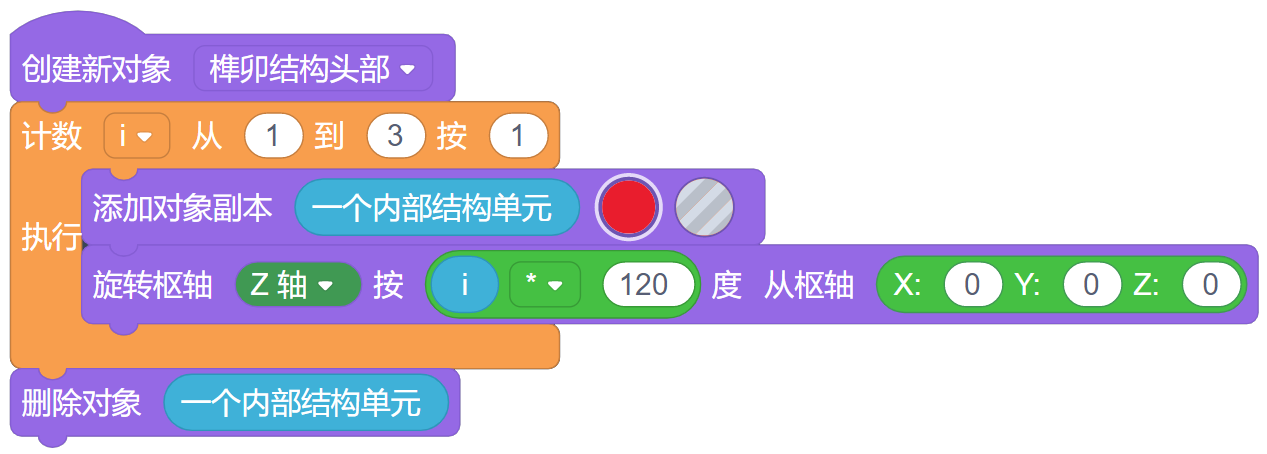 创建新对象 榫卯结构头部
计数 i 从 1 到 3 按 1
添加对象副本 一个内部结构单元
执行
旋转枢轴 Z 轴 按 i * 120 度 从枢轴 X: 0 Y: 0 Z: 0
删除对象 一个内部结构单元